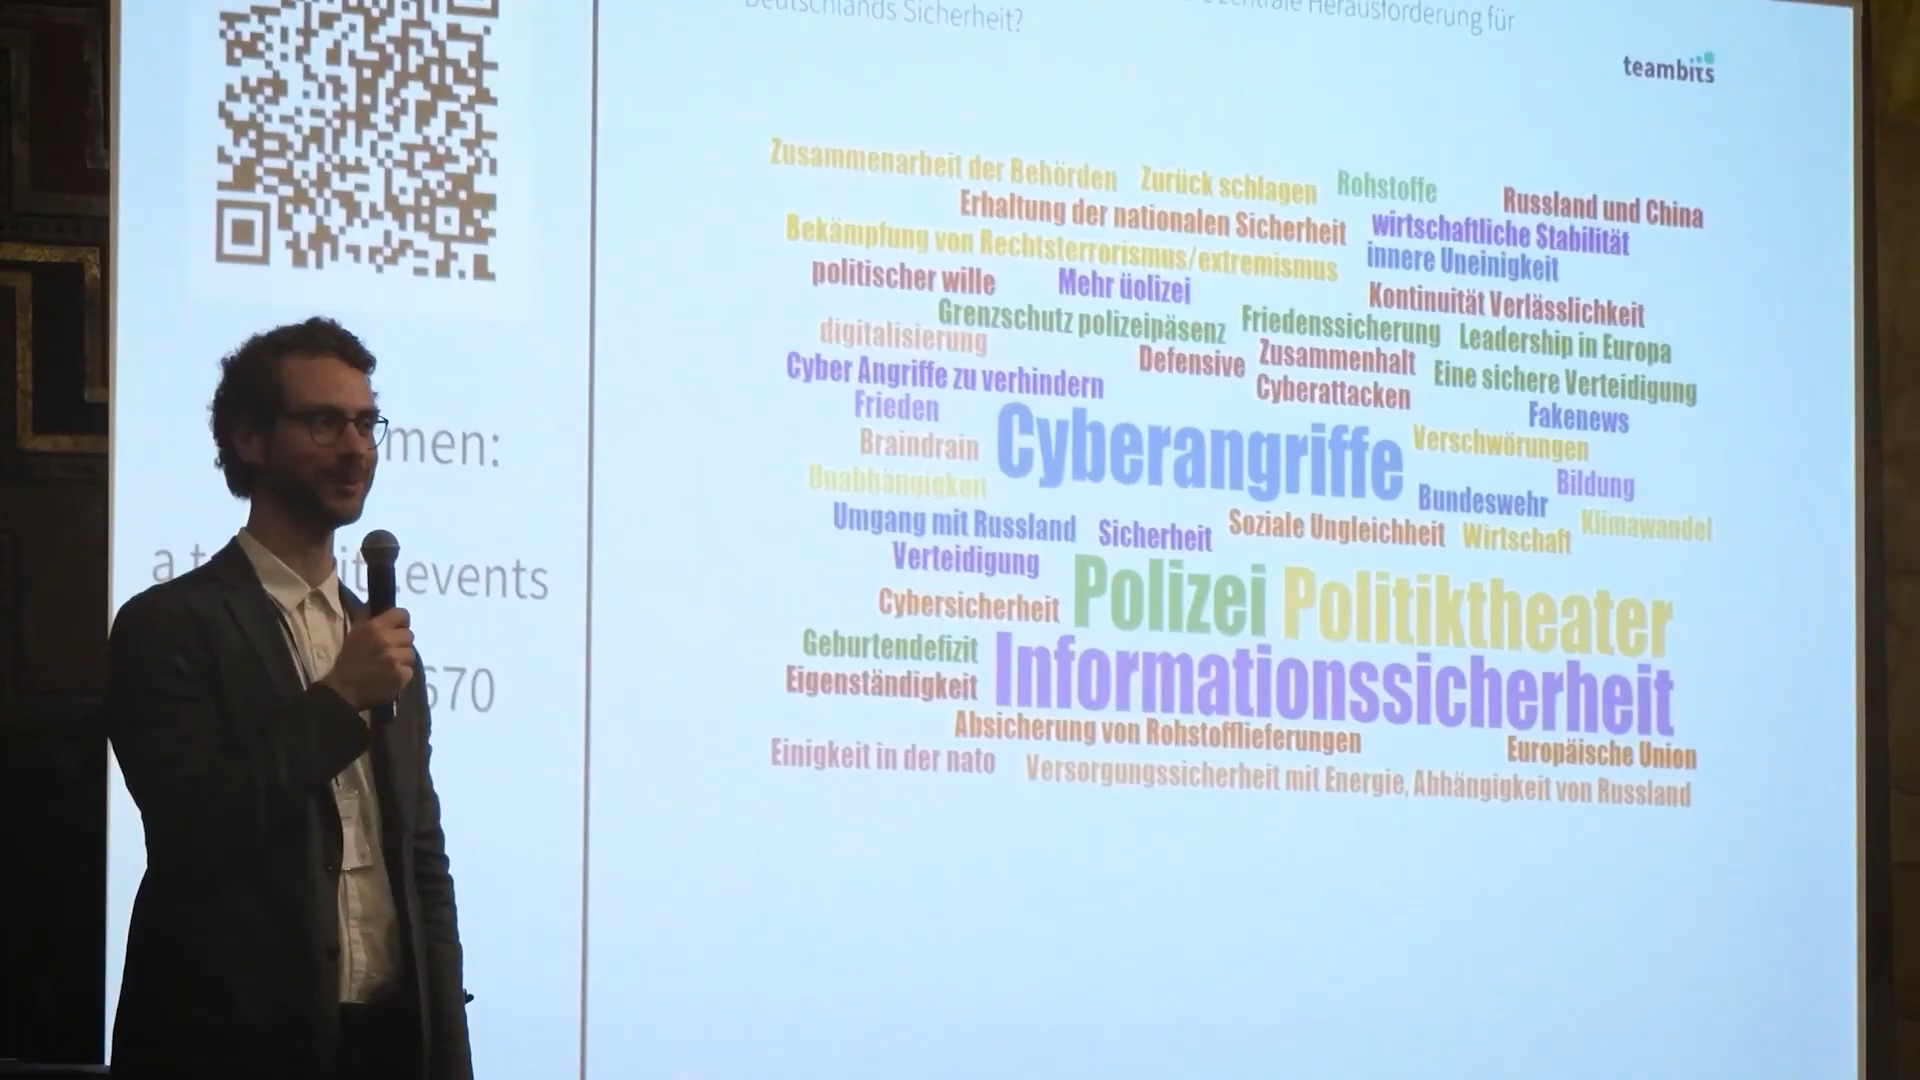 zentrale Herausforderung für
Deutschlands Sicherheit?
teambits
men:
events
670
Zusammenarbeit der Behörden Zurück schlagen Rohstoffe Russland und China
Erhaltung der nationalen Sicherheit wirtschaftliche Stabilität
Bekämpfung von Rechtsterrorismus/extremismus innere Uneinigkeit
politischer wille Mehr üolizei Kontinuität Verlässlichkeit
Grenzschutz polizeipäsenz Friedenssicherung Leadership in Europa
digitalisierung Defensive Zusammenhalt Eine sichere Verteidigung
Cyber Angriffe zu verhindern Cyberattacken
Frieden Fakenews
Braindrain Cyberangriffe Verschwörungen
Unabhängigkeit Bundeswehr Bildung
Umgang mit Russland Sicherheit Soziale Ungleichheit Wirtschaft Klimawandel
Verteidigung
Cybersicherheit Polizei Politiktheater
Geburtendefizit
Eigenständigkeit Informationssicherheit
Absicherung von Rohstofflieferungen Europäische Union
Einigkeit in der nato Versorgungssicherheit mit Energie, Abhängigkeit von Russland